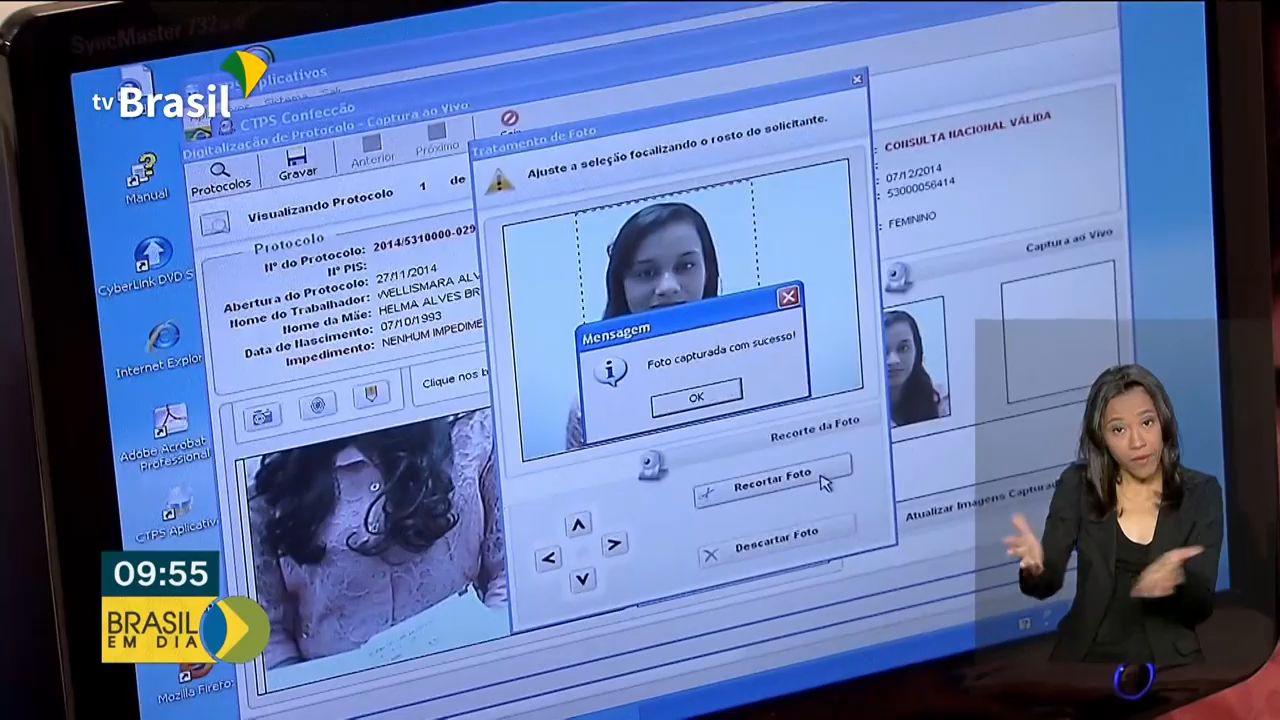 SyncMaster 732
tv Brasil
Aplicativos
Sistema
CTPS Confecção
Digitalização de Protocolo - Captura ao Vivo
Protocolos
Gravar
Anterior
Próximo
Manual
Visualizando Protocolo 1 de
Protocolo
Nº do Protocolo: 2014/5310000-029
Nº PIS:
Abertura do Protocolo: 27/11/2014
Nome do Trabalhador: WELLISMARA ALV
Nome da Mãe: HELMA ALVES BR
Data de Nascimento: 07/10/1993
Impedimento: NENHUM IMPEDIME
Clique nos b
Tratamento de Foto
Ajuste a seleção focalizando o rosto do solicitante.
Mensagem
Foto capturada com sucesso!
OK
Recorte da Foto
Recortar Foto
Descartar Foto
: CONSULTA NACIONAL VÁLIDA
: 07/12/2014
: 53000056414
: FEMININO
Captura ao Vivo
Atualizar Imagens Captura
CyberLink DVD S
Internet Explor
Adobe Acrobat
Professional
CTPS Aplicativ
Mozilla Firefo
09:55
BRASIL
EM DIA